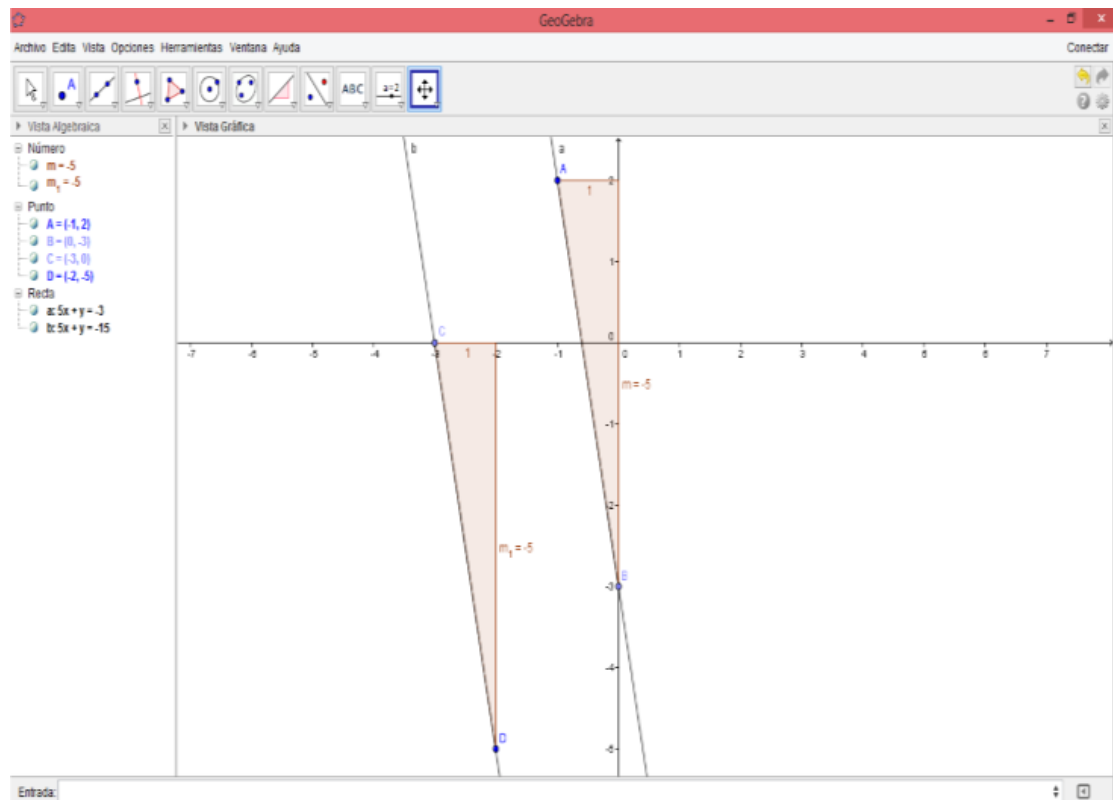 GeoGebra
Archivo Edita Vista Opciones Herramientas Ventana Ayuda
Conectar
A
ABC
a=2
Vista Algebraica
Vista Gráfica
Número
m = -5
m₁ = -5
Punto
A = (-1, 2)
B = (0, -3)
C = (-3, 0)
D = (-2, -5)
Recta
a: 5x + y = -3
b: 5x + y = -15
b
a
A
2
1
1
C
0
-7 -6 -5 -4 -3 -2 -1 0 1 2 3 4 5 6 7
1
m = -5
-1
-2
m₁ = -5
B
-3
-4
D
-5
Entrada: